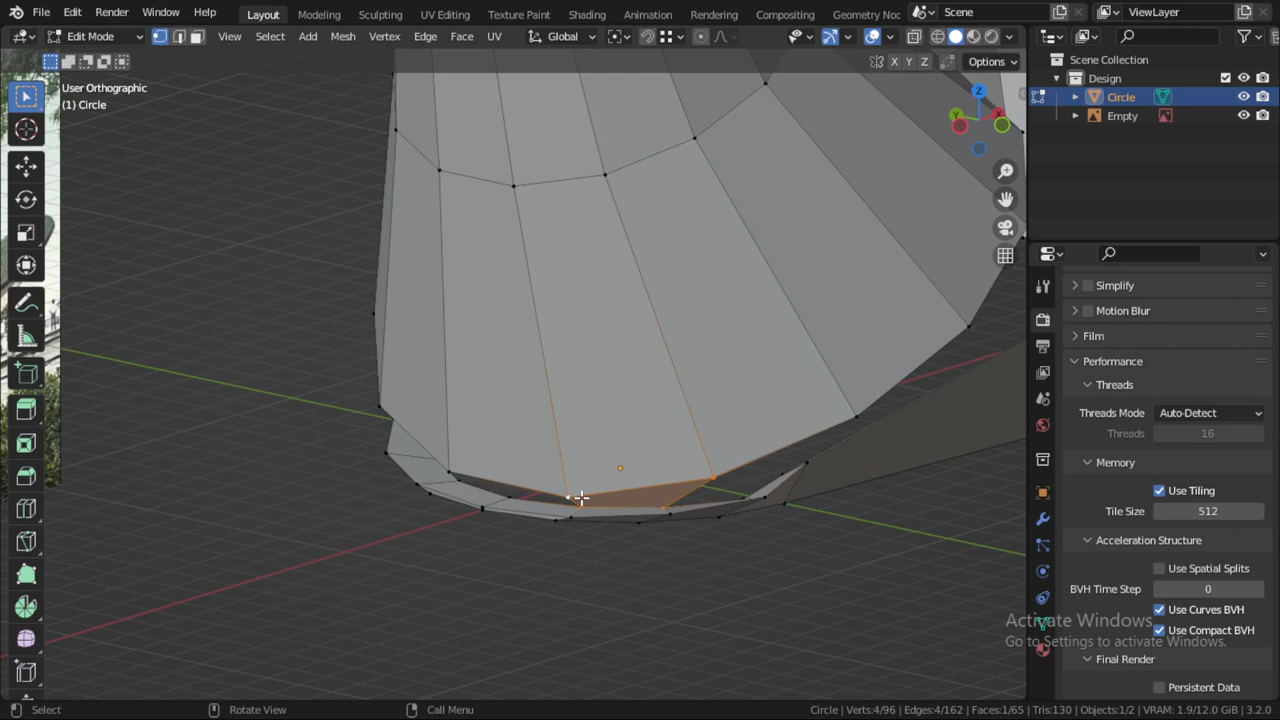 File Edit Render Window Help Layout Modeling Sculpting UV Editing Texture Paint Shading Animation Rendering Compositing Geometry Noc Scene ViewLayer
Edit Mode View Select Add Mesh Vertex Edge Face UV Global
X Y Z Options
User Orthographic
(1) Circle
Z
Y
X
Scene Collection
Design
Circle
Empty
Simplify
Motion Blur
Film
Performance
Threads
Threads Mode Auto-Detect
Threads 16
Memory
Use Tiling
Tile Size 512
Acceleration Structure
Use Spatial Splits
BVH Time Step 0
Use Curves BVH
Use Compact BVH
Final Render
Persistent Data
Activate Windows
Go to Settings to activate Windows.
Select Rotate View Call Menu Circle | Verts:4/96 | Edges:4/162 | Faces:1/65 | Tris:130 | Objects:1/2 | VRAM: 1.9/12.0 GiB | 3.2.0